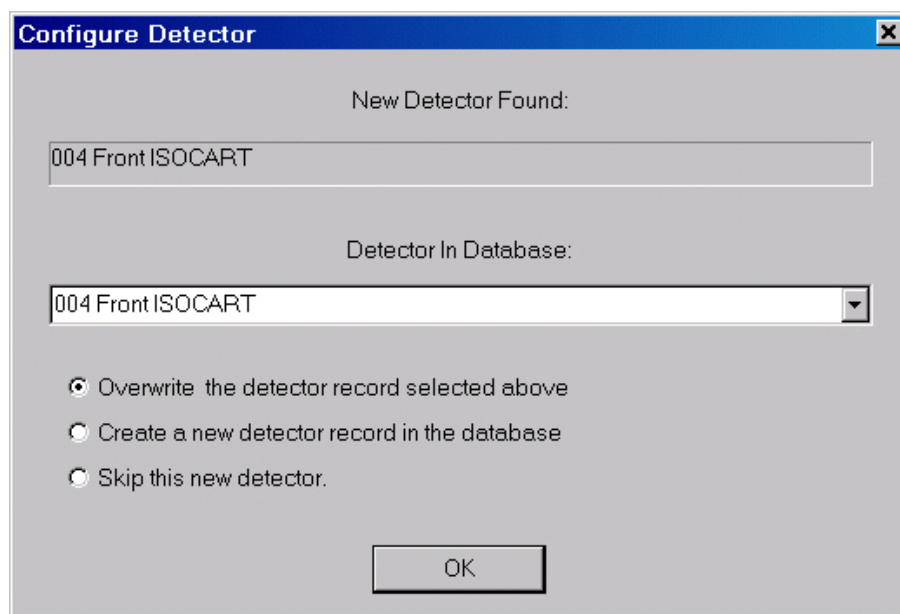 Configure Detector
New Detector Found:
004 Front ISOCART
Detector In Database:
004 Front ISOCART
Overwrite  the detector record selected above
Create a new detector record in the database
Skip this new detector.
OK